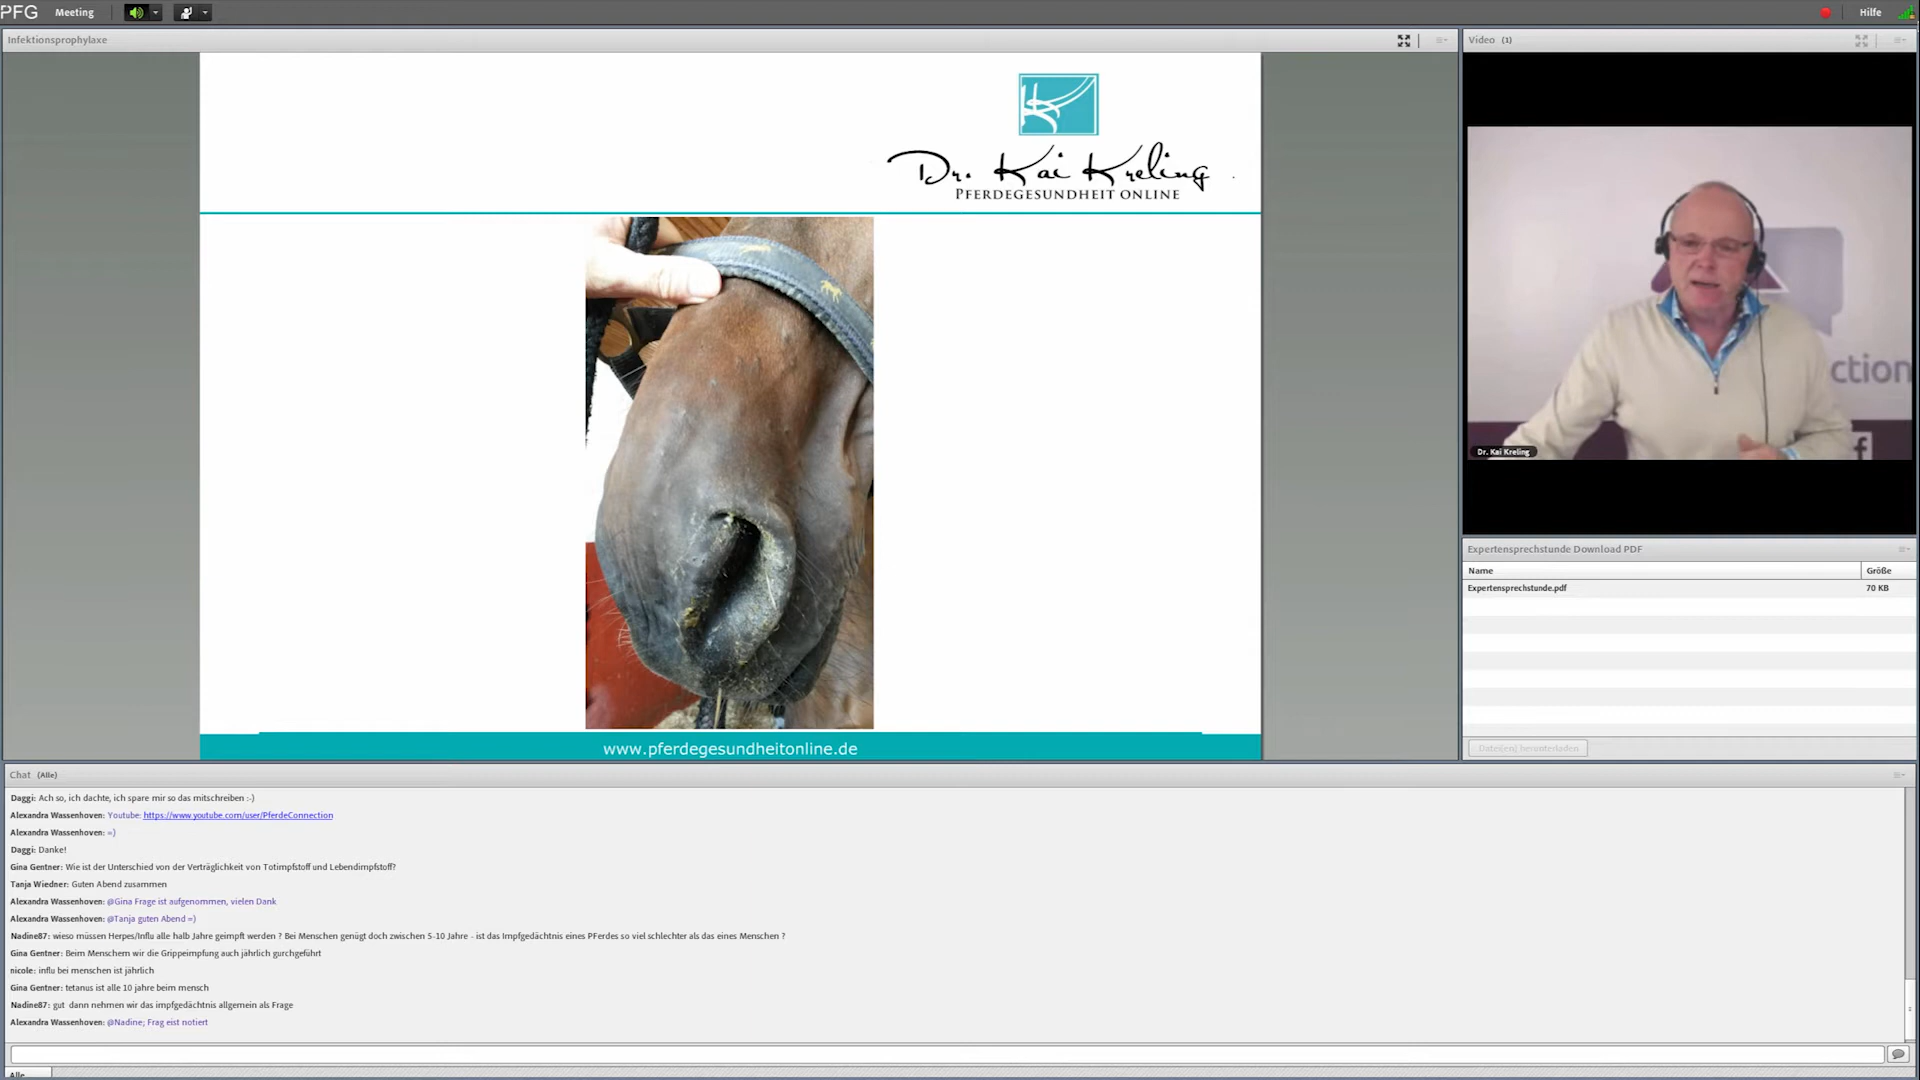 PFG
Meeting
Hilfe
Infektionsprophylaxe
Video (1)
Dr. Kai Kreling
PFERDEGESUNDHEIT ONLINE
ction
Dr. Kai Kreling
www.pferdegesundheitonline.de
Expertensprechstunde Download PDF
Name Größe
Expertensprechstunde.pdf 70 KB
Datei(en) herunterladen
Chat (Alle)
Daggi: Ach so, ich dachte, ich spare mir so das mitschreiben :-)
Alexandra Wassenhoven: Youtube: https://www.youtube.com/user/PferdeConnection
Alexandra Wassenhoven: =)
Daggi: Danke!
Gina Gentner: Wie ist der Unterschied von der Verträglichkeit von Totimpfstoff und Lebendimpfstoff?
Tanja Wiedner: Guten Abend zusammen
Alexandra Wassenhoven: @Gina Frage ist aufgenommen, vielen Dank
Alexandra Wassenhoven: @Tanja guten Abend =)
Nadine87: wieso müssen Herpes/Influ alle halb Jahre geimpft werden ? Bei Menschen genügt doch zwischen 5-10 Jahre - ist das Impfgedächtnis eines PFerdes so viel schlechter als das eines Menschen ?
Gina Gentner: Beim Menschem wir die Grippeimpfung auch jährlich gurchgeführt
nicole: influ bei menschen ist jährlich
Gina Gentner: tetanus ist alle 10 jahre beim mensch
Nadine87: gut dann nehmen wir das impfgedächtnis allgemein als Frage
Alexandra Wassenhoven: @Nadine; Frag eist notiert
Alle